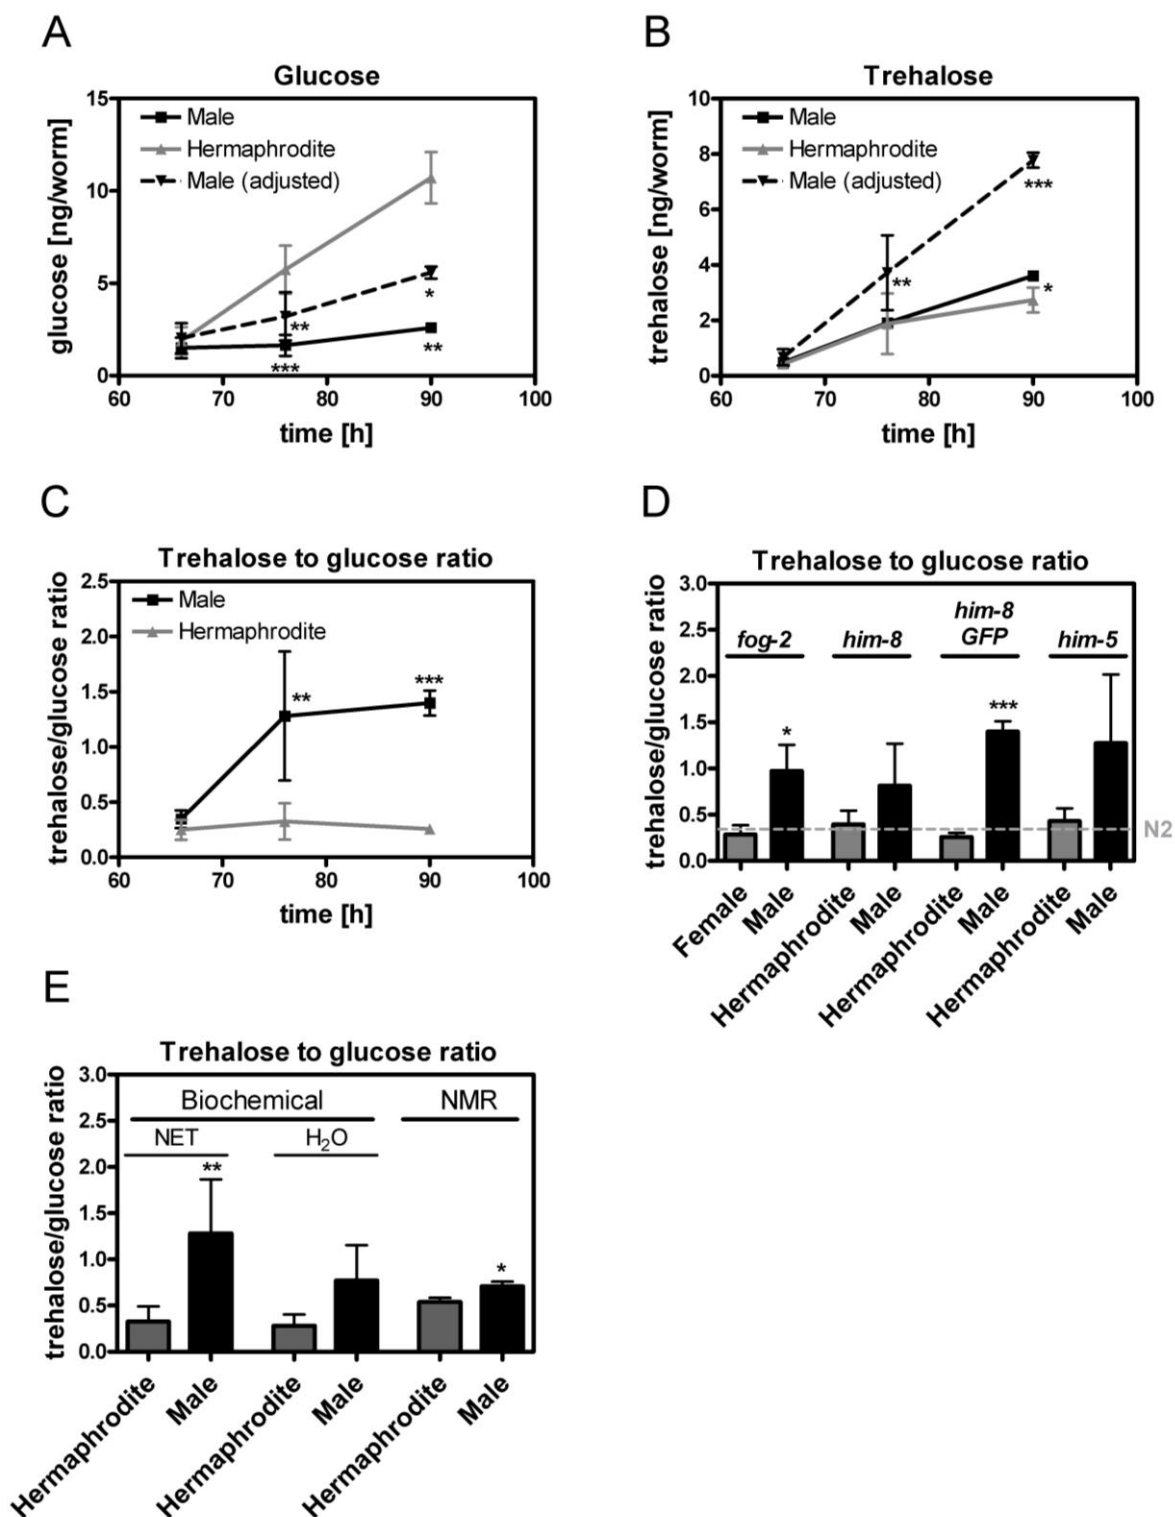 A
Glucose
glucose [ng/worm]
15
10
5
0
Male
Hermaphrodite
Male (adjusted)
**
***
*
**
60 70 80 90 100
time [h]
B
Trehalose
trehalose [ng/worm]
10
8
6
4
2
0
Male
Hermaphrodite
Male (adjusted)
**
***
*
60 70 80 90 100
time [h]
C
Trehalose to glucose ratio
trehalose/glucose ratio
2.5
2.0
1.5
1.0
0.5
0.0
Male
Hermaphrodite
**
***
60 70 80 90 100
time [h]
D
Trehalose to glucose ratio
trehalose/glucose ratio
3.0
2.5
2.0
1.5
1.0
0.5
0.0
fog-2
him-8
him-8
GFP
him-5
*
***
N2
Female
Male
Hermaphrodite
Male
Hermaphrodite
Male
Hermaphrodite
Male
E
Trehalose to glucose ratio
trehalose/glucose ratio
3.0
2.5
2.0
1.5
1.0
0.5
0.0
Biochemical
NMR
NET
H₂O
**
*
Hermaphrodite
Male
Hermaphrodite
Male
Hermaphrodite
Male